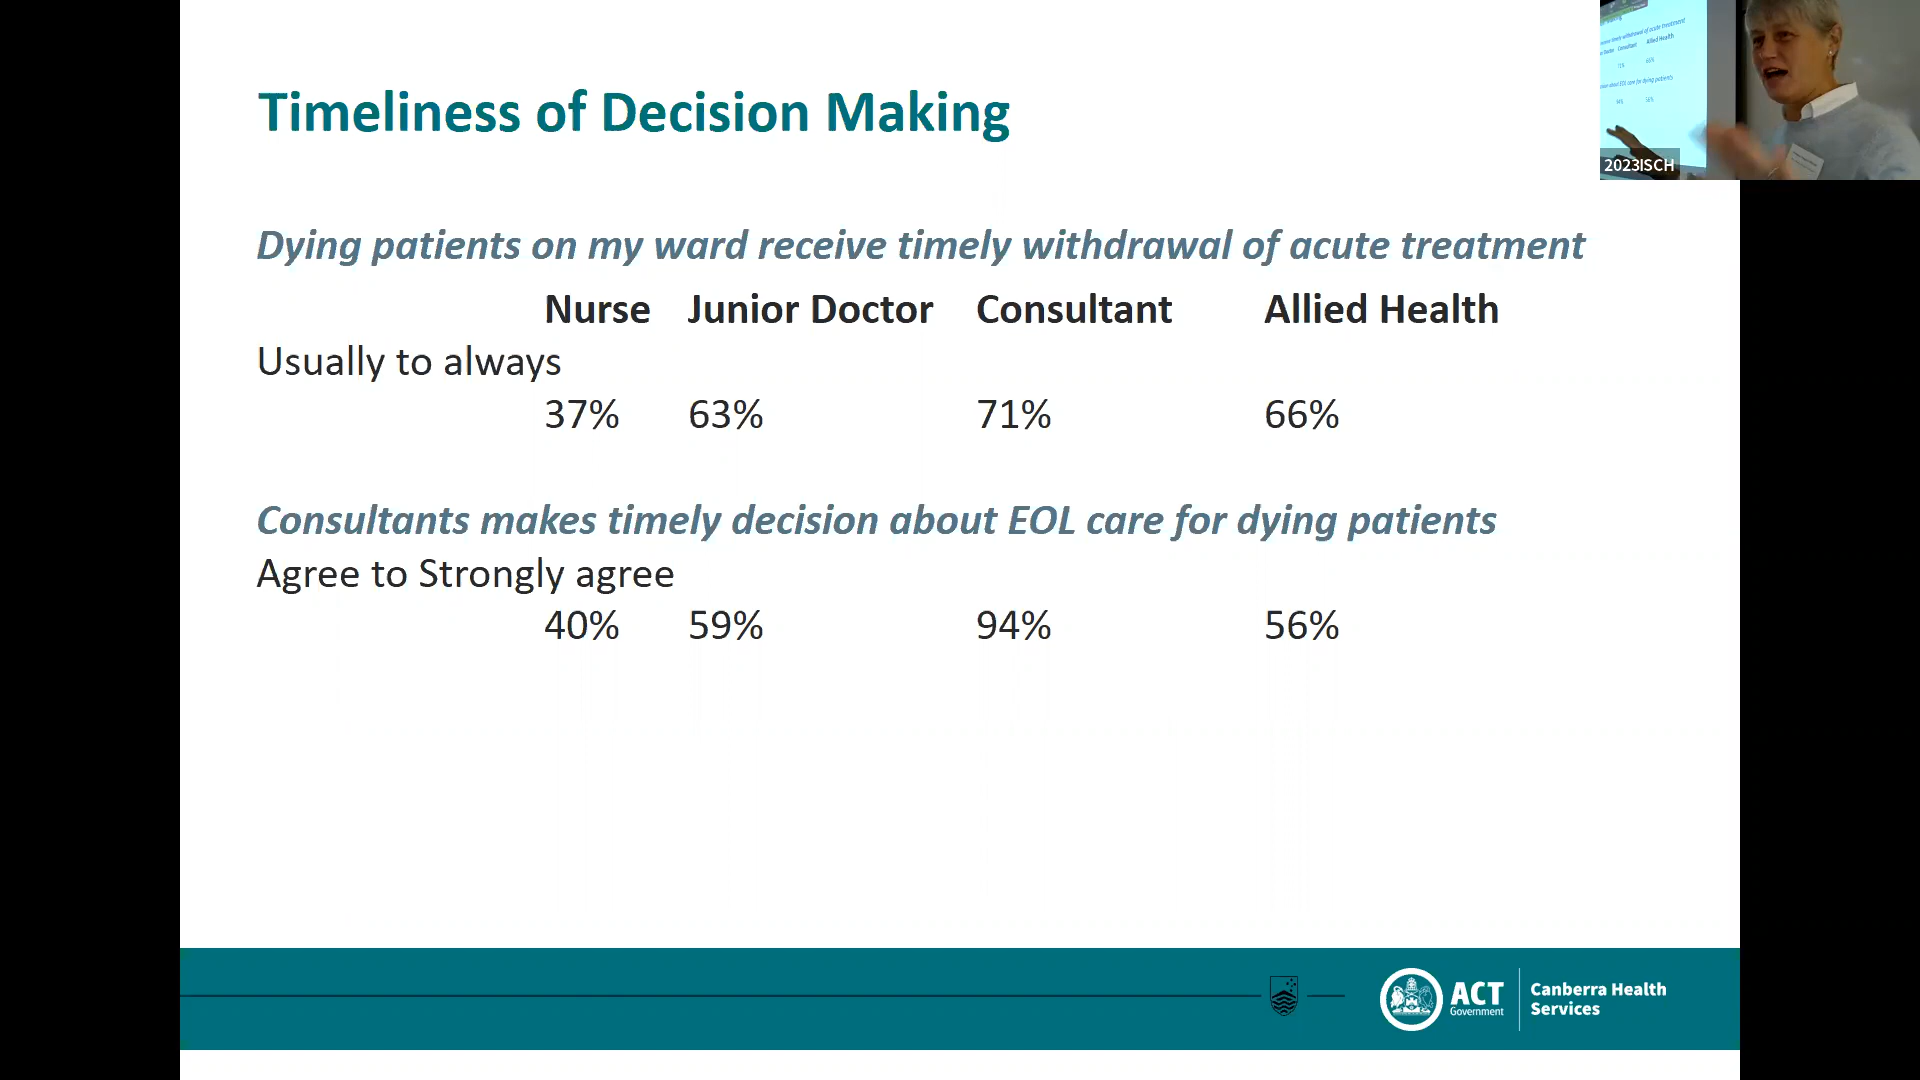 Timeliness of Decision Making
Dying patients on my ward receive timely withdrawal of acute treatment
Nurse Junior Doctor Consultant Allied Health
Usually to always
37% 63% 71% 66%
Consultants makes timely decision about EOL care for dying patients
Agree to Strongly agree
40% 59% 94% 56%
2023ISCH
ACT
Government
Canberra Health
Services